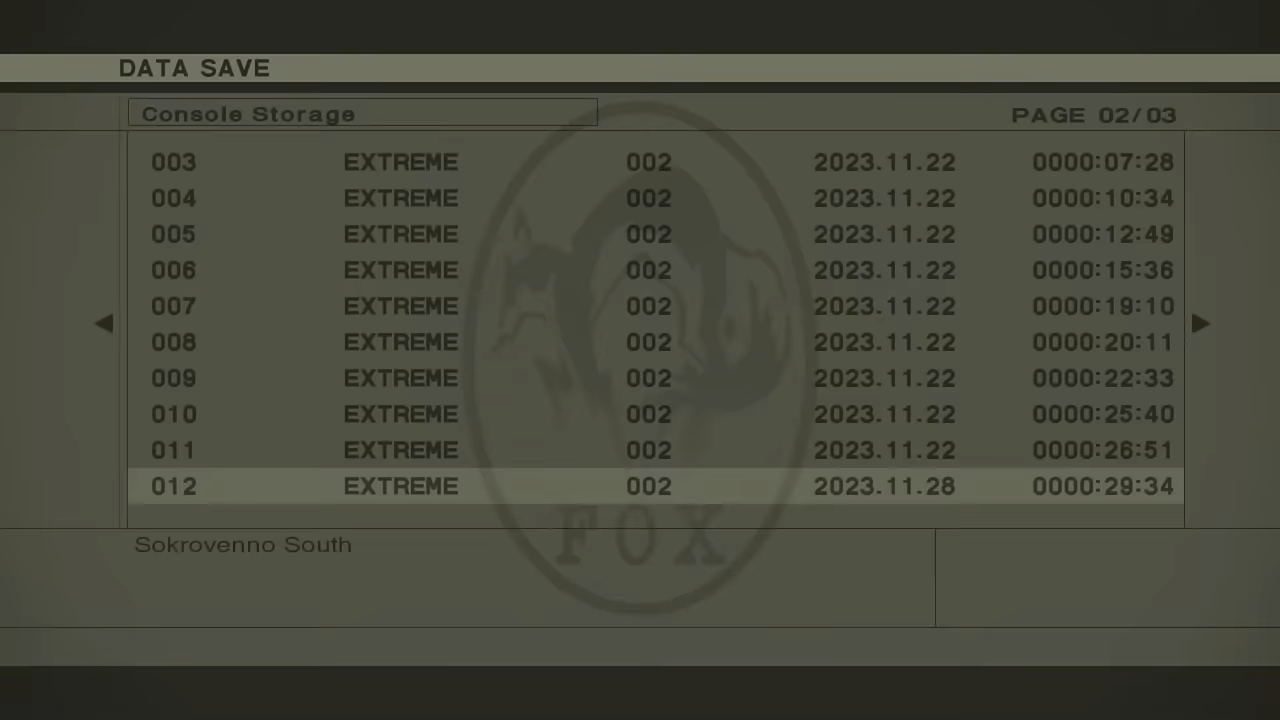 DATA SAVE
Console Storage PAGE 02/03
003 EXTREME 002 2023.11.22 0000:07:28
004 EXTREME 002 2023.11.22 0000:10:34
005 EXTREME 002 2023.11.22 0000:12:49
006 EXTREME 002 2023.11.22 0000:15:36
007 EXTREME 002 2023.11.22 0000:19:10
008 EXTREME 002 2023.11.22 0000:20:11
009 EXTREME 002 2023.11.22 0000:22:33
010 EXTREME 002 2023.11.22 0000:25:40
011 EXTREME 002 2023.11.22 0000:26:51
012 EXTREME 002 2023.11.28 0000:29:34
FOX
Sokrovenno South